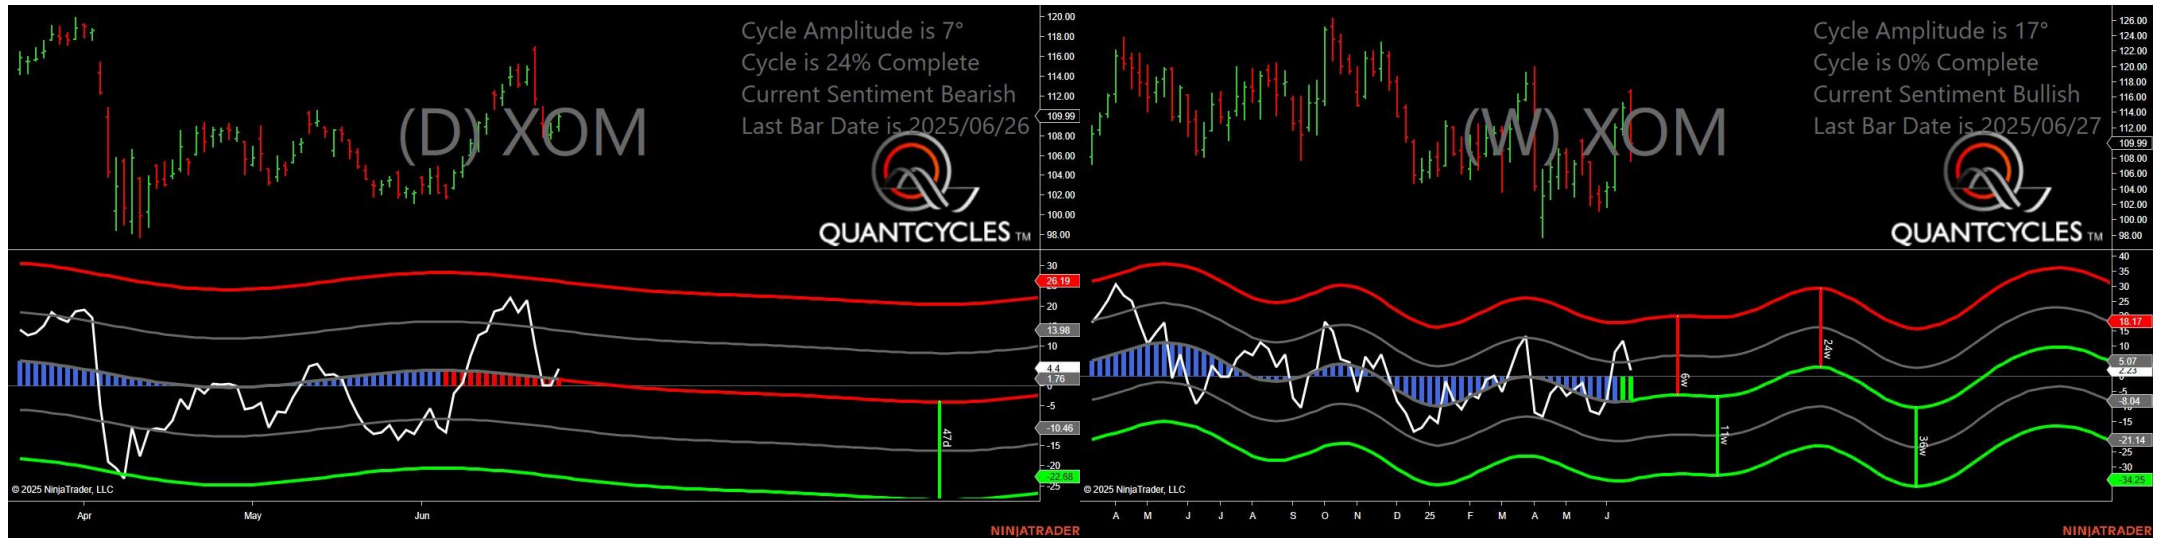 Cycle Amplitude is 7°
Cycle is 24% Complete
Current Sentiment Bearish
Last Bar Date is 2025/06/26
(D) XOM
QUANTCYCLES TM
120.00
118.00
116.00
114.00
112.00
109.99
108.00
106.00
104.00
102.00
100.00
98.00
30
26.19
20
13.98
10
4.4
1.76
-5
-10.46
-15
-20
-22.68
-25
47d
© 2025 NinjaTrader, LLC
Apr May Jun
NINJATRADER
Cycle Amplitude is 17°
Cycle is 0% Complete
Current Sentiment Bullish
Last Bar Date is 2025/06/27
(W) XOM
QUANTCYCLES TM
126.00
124.00
122.00
120.00
118.00
116.00
114.00
112.00
109.99
108.00
106.00
104.00
102.00
100.00
98.00
40
35
30
25
20
18.17
15
10
5.07
2.23
-5
-8.04
-15
-21.14
-25
-30
-34.25
6w
11w
24w
36w
© 2025 NinjaTrader, LLC
A M J J A S O N D 25 F M A M J
NINJATRADER